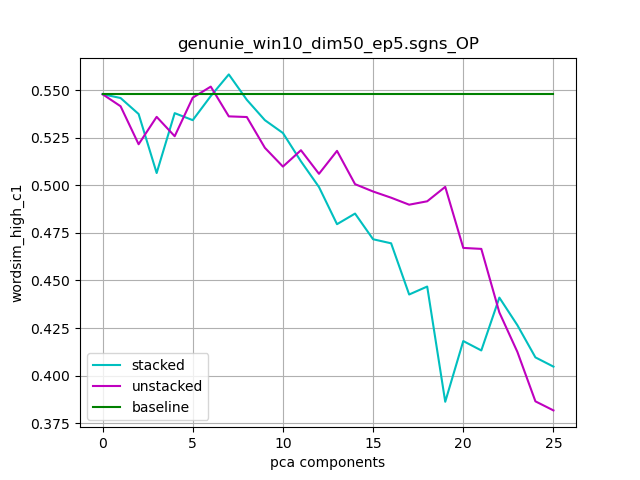 genunie_win10_dim50_ep5.sgns_OP
0.550
0.525
0.500
0.475
0.450
0.425
0.400
0.375
wordsim_high_c1
stacked
unstacked
baseline
0 5 10 15 20 25
pca components